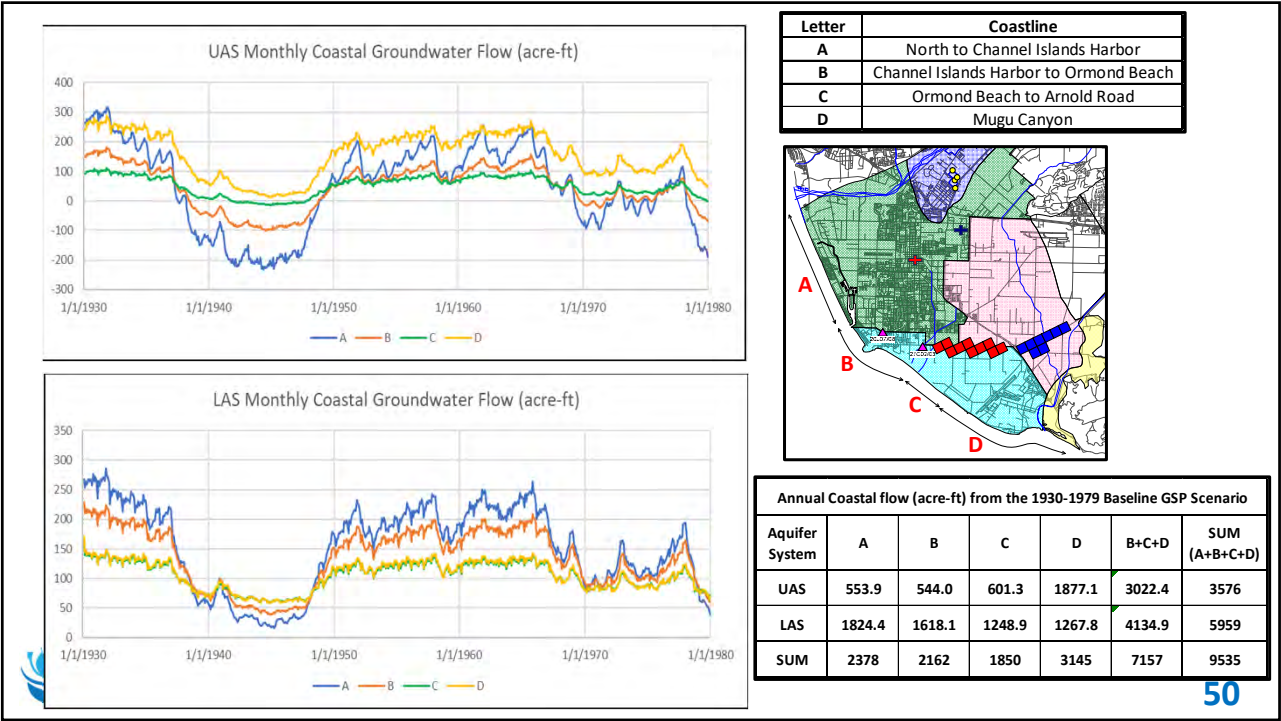 UAS Monthly Coastal Groundwater Flow (acre-ft)
400
300
200
100
0
-100
-200
-300
1/1/1930 1/1/1940 1/1/1950 1/1/1960 1/1/1970 1/1/1980
A B C D
LAS Monthly Coastal Groundwater Flow (acre-ft)
350
300
250
200
150
100
50
0
1/1/1930 1/1/1940 1/1/1950 1/1/1960 1/1/1970 1/1/1980
A B C D
Letter Coastline
A North to Channel Islands Harbor
B Channel Islands Harbor to Ormond Beach
C Ormond Beach to Arnold Road
D Mugu Canyon
A
B
C
D
Annual Coastal flow (acre-ft) from the 1930-1979 Baseline GSP Scenario
Aquifer System A B C D B+C+D SUM (A+B+C+D)
UAS 553.9 544.0 601.3 1877.1 3022.4 3576
LAS 1824.4 1618.1 1248.9 1267.8 4134.9 5959
SUM 2378 2162 1850 3145 7157 9535
50